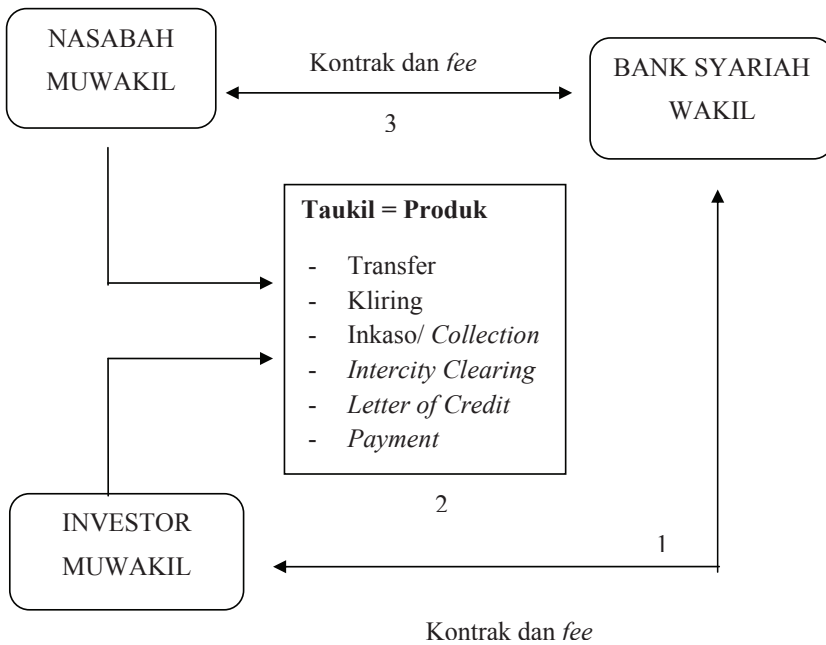 NASABAH
MUWAKIL
Kontrak dan fee
3
BANK SYARIAH
WAKIL
Taukil = Produk
- Transfer
- Kliring
- Inkaso/ Collection
- Intercity Clearing
- Letter of Credit
- Payment
2
INVESTOR
MUWAKIL
1
Kontrak dan fee